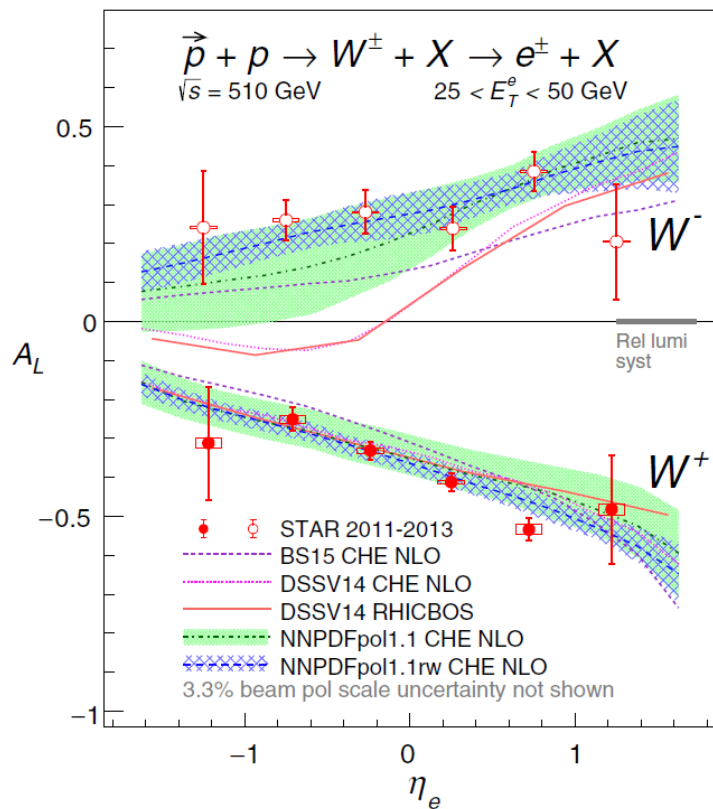 p⃗ + p → W± + X → e± + X
√s = 510 GeV 25 < E_T^e < 50 GeV
0.5
W⁻
0
Rel lumi
syst
A_L
W⁺
−0.5
STAR 2011-2013
BS15 CHE NLO
DSSV14 CHE NLO
DSSV14 RHICBOS
NNPDFpol1.1 CHE NLO
NNPDFpol1.1rw CHE NLO
3.3% beam pol scale uncertainty not shown
−1
−1 0 1
η_e